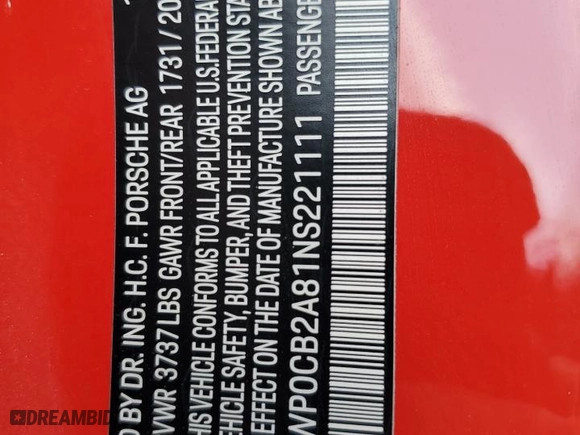 D BY DR. ING. H.C. F. PORSCHE AG
VWR 3737 LBS GAWR FRONT/REAR 1731 / 20
HIS VEHICLE CONFORMS TO ALL APPLICABLE U.S. FEDERA
VEHICLE SAFETY, BUMPER, AND THEFT PREVENTION STA
EFFECT ON THE DATE OF MANUFACTURE SHOWN AB
WP0CB2A81NS221111 PASSENGE
DREAMBID